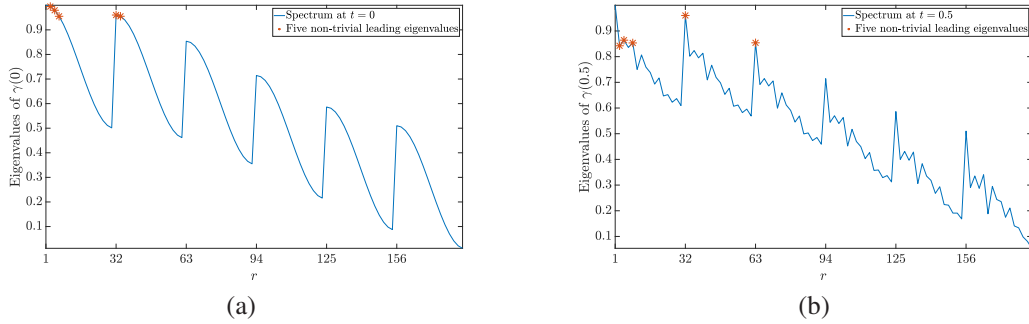 1
0.9
0.8
0.7
0.6
0.5
0.4
0.3
0.2
0.1
Eigenvalues of γ(0)
Spectrum at t = 0
Five non-trivial leading eigenvalues
1 32 63 94 125 156
r
(a)
0.9
0.8
0.7
0.6
0.5
0.4
0.3
0.2
0.1
Eigenvalues of γ(0.5)
Spectrum at t = 0.5
Five non-trivial leading eigenvalues
1 32 63 94 125 156
r
(b)